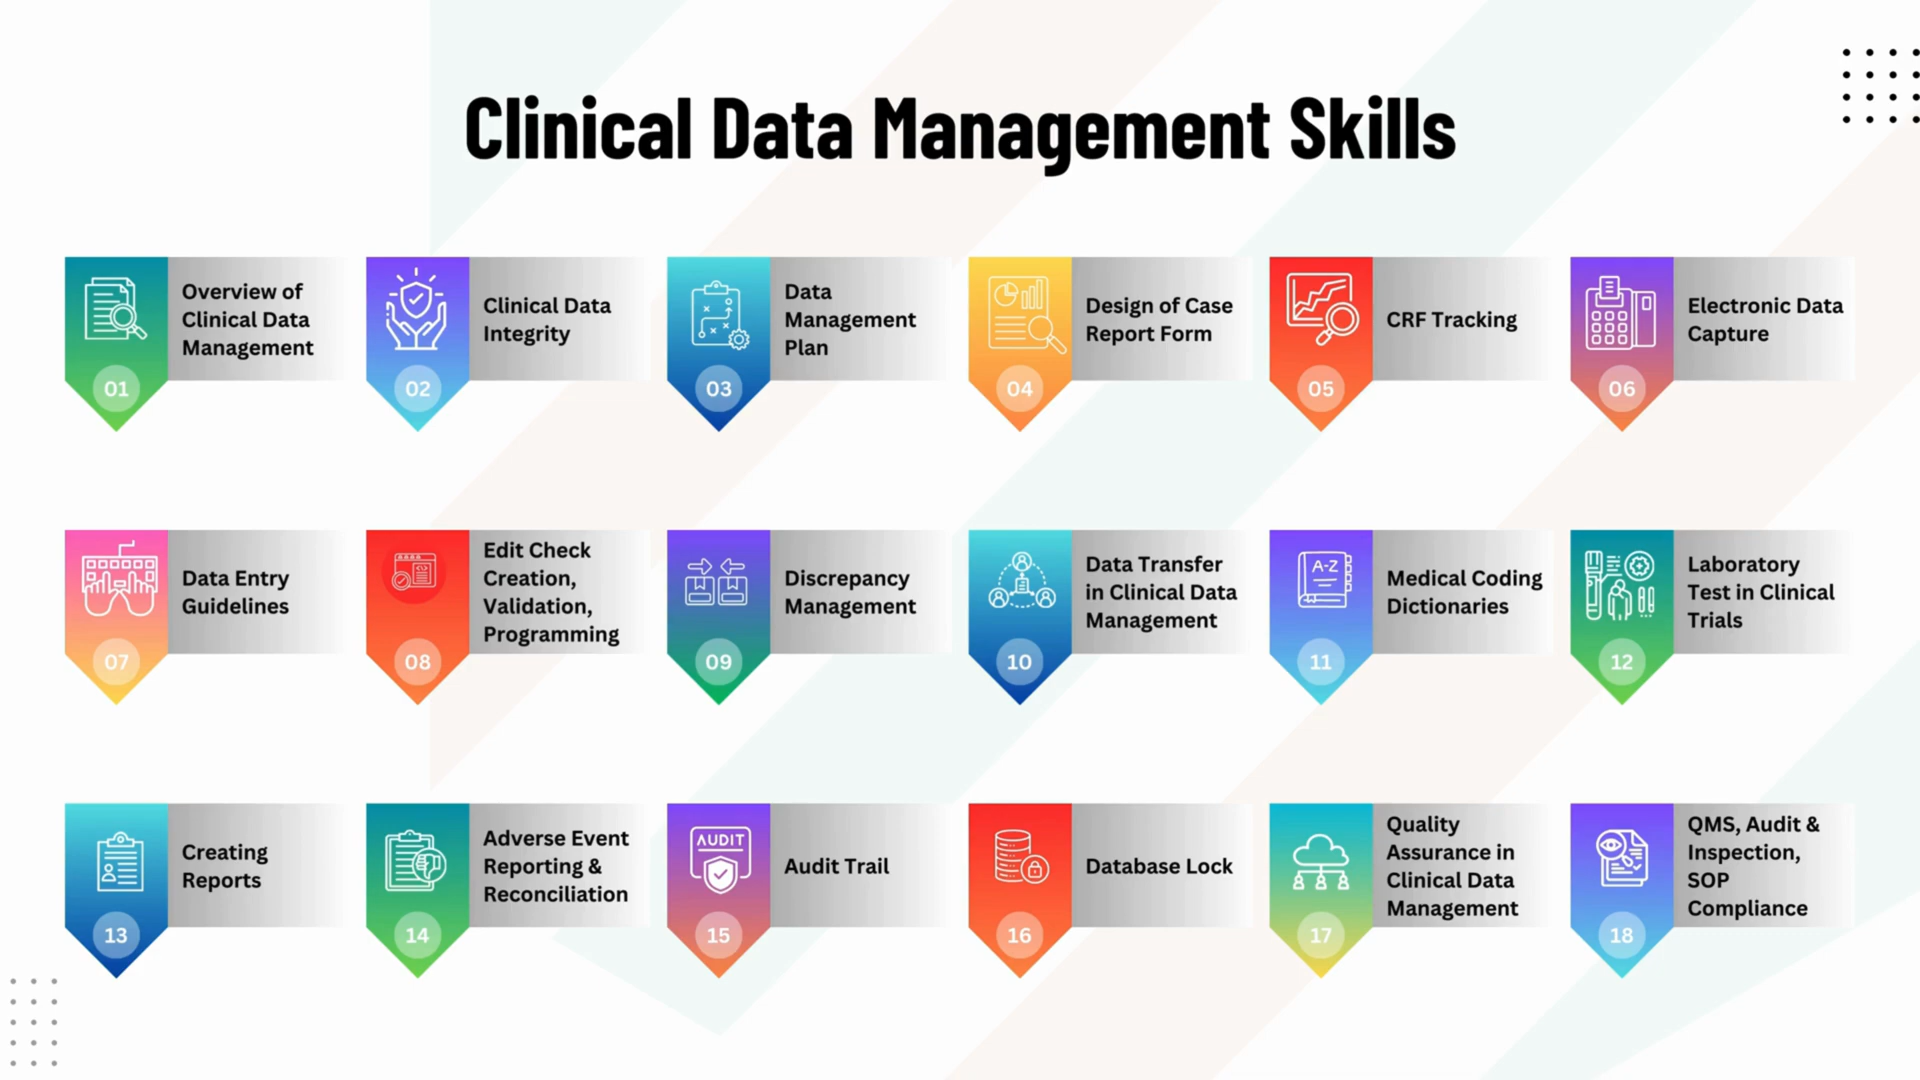 Clinical Data Management Skills
Overview of
Clinical Data
Management
01
Clinical Data
Integrity
02
Data
Management
Plan
03
Design of Case
Report Form
04
CRF Tracking
05
Electronic Data
Capture
06
Data Entry
Guidelines
07
Edit Check
Creation,
Validation,
Programming
08
Discrepancy
Management
09
Data Transfer
in Clinical Data
Management
10
A-Z
Medical Coding
Dictionaries
11
Laboratory
Test in Clinical
Trials
12
Creating
Reports
13
Adverse Event
Reporting &
Reconciliation
14
AUDIT
Audit Trail
15
Database Lock
16
Quality
Assurance in
Clinical Data
Management
17
QMS, Audit &
Inspection,
SOP
Compliance
18